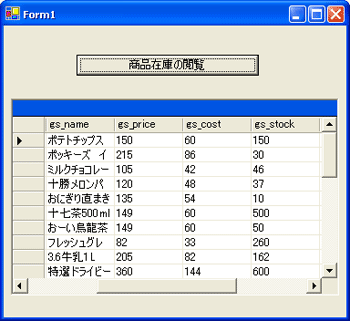 Form1
商品在庫の閲覧
gs_name gs_price gs_cost gs_stock
ポテトチップス 150 60 150
ポッキーズ イ 215 86 30
ミルクチョコレー 105 42 46
十勝メロンパ 120 48 37
おにぎり直まき 135 54 10
十七茶500ml 149 60 500
おーい烏龍茶 149 60 50
フレッシュグレ 82 33 260
3.6牛乳1L 205 82 162
特選ドライビー 360 144 600